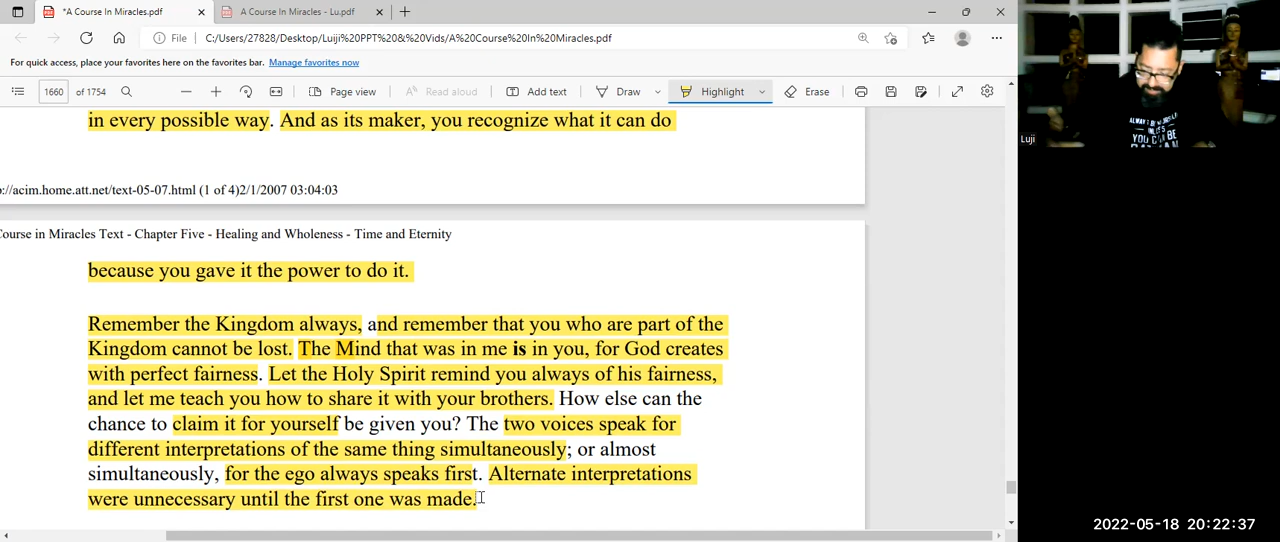 *A Course In Miracles.pdf
A Course In Miracles - Lu.pdf
File
C:/Users/27828/Desktop/Luiji%20PPT%20&%20Vids/A%20Course%20In%20Miracles.pdf
For quick access, place your favorites here on the favorites bar. Manage favorites now
1660 of 1754
Page view
Read aloud
Add text
Draw
Highlight
Erase
in every possible way. And as its maker, you recognize what it can do
p://acim.home.att.net/text-05-07.html (1 of 4)2/1/2007 03:04:03
Course in Miracles Text - Chapter Five - Healing and Wholeness - Time and Eternity
because you gave it the power to do it.
Remember the Kingdom always, and remember that you who are part of the
Kingdom cannot be lost. The Mind that was in me is in you, for God creates
with perfect fairness. Let the Holy Spirit remind you always of his fairness,
and let me teach you how to share it with your brothers. How else can the
chance to claim it for yourself be given you? The two voices speak for
different interpretations of the same thing simultaneously; or almost
simultaneously, for the ego always speaks first. Alternate interpretations
were unnecessary until the first one was made.
Luji
ALWAYS BE YOURSELF
UNLESS
YOU CAN BE
2022-05-18 20:22:37